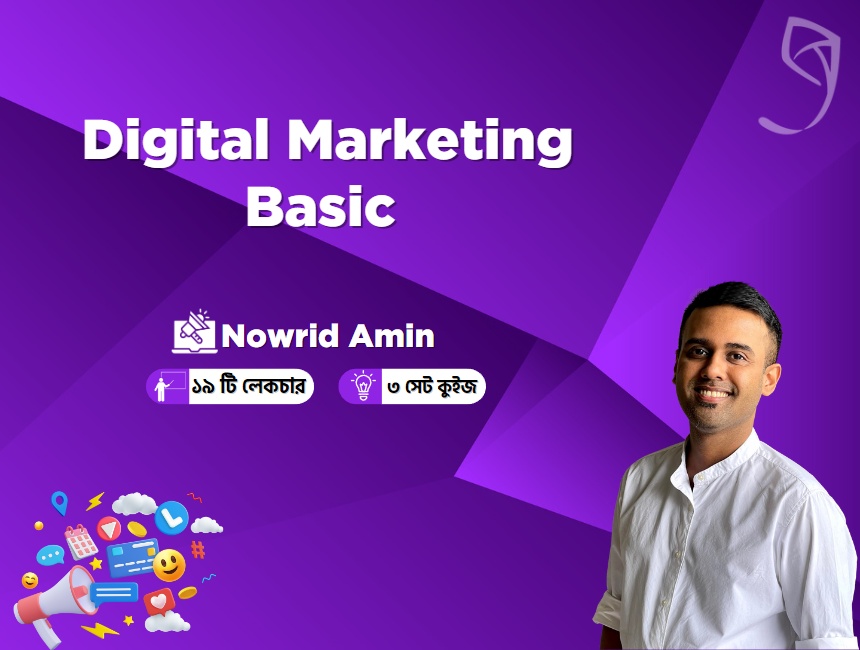 Digital Marketing
Basic
Nowrid Amin
১৯ টি লেকচার
৩ সেট কুইজ